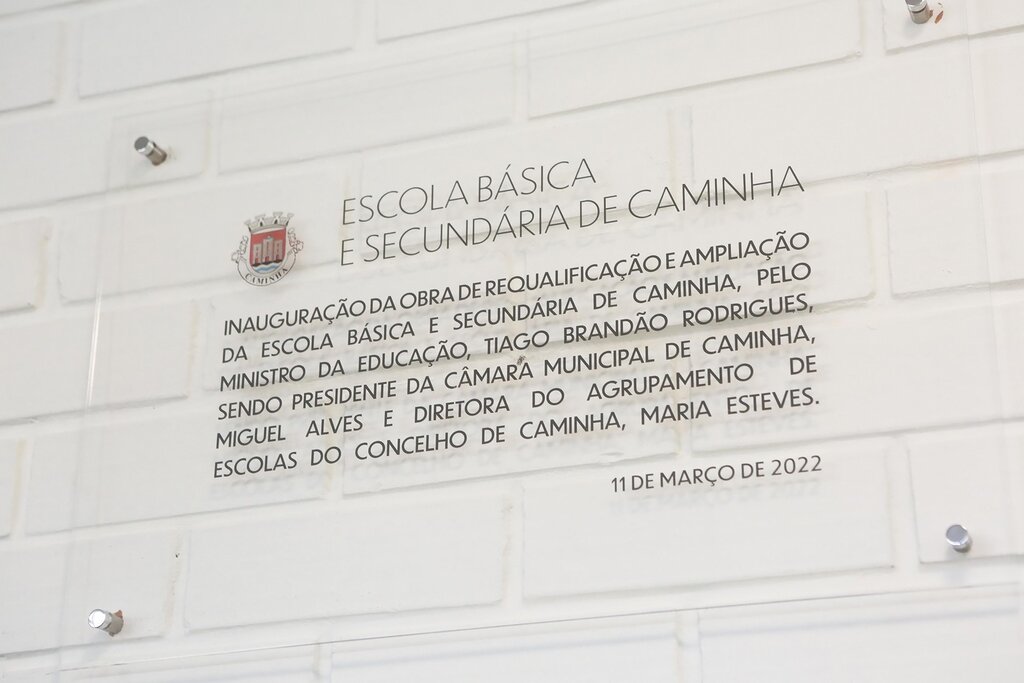 ESCOLA BÁSICA
E SECUNDÁRIA DE CAMINHA
CAMINHA
INAUGURAÇÃO DA OBRA DE REQUALIFICAÇÃO E AMPLIAÇÃO
DA ESCOLA BÁSICA E SECUNDÁRIA DE CAMINHA, PELO
MINISTRO DA EDUCAÇÃO, TIAGO BRANDÃO RODRIGUES,
SENDO PRESIDENTE DA CÂMARA MUNICIPAL DE CAMINHA,
MIGUEL ALVES E DIRETORA DO AGRUPAMENTO DE
ESCOLAS DO CONCELHO DE CAMINHA, MARIA ESTEVES.
11 DE MARÇO DE 2022